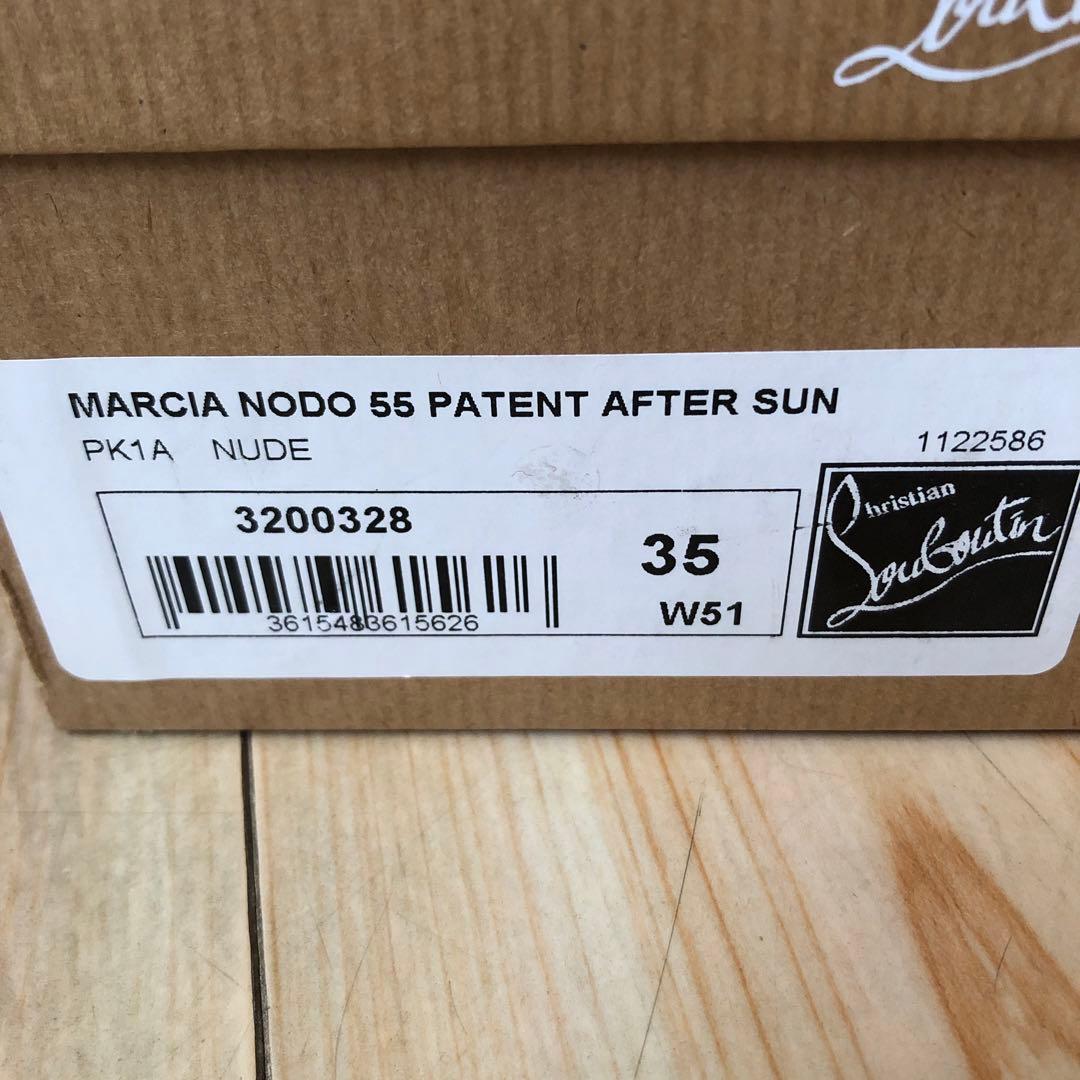 MARCIA NODO 55 PATENT AFTER SUN
PK1A NUDE
1122586
3200328
35
3615483615626
W51
Christian
Louboutin